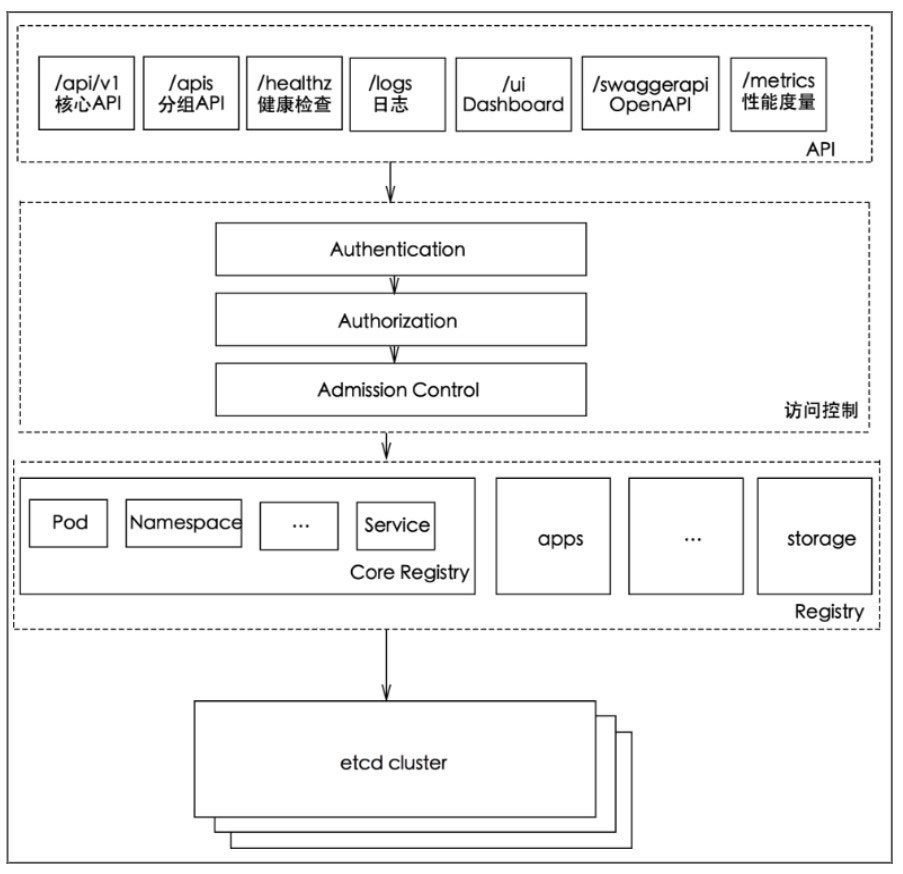 /api/v1
核心API
/apis
分组API
/healthz
健康检查
/logs
日志
/ui
Dashboard
/swaggerapi
OpenAPI
/metrics
性能度量
API
Authentication
Authorization
Admission Control
访问控制
Pod
Namespace
...
Service
Core Registry
apps
...
storage
Registry
etcd cluster